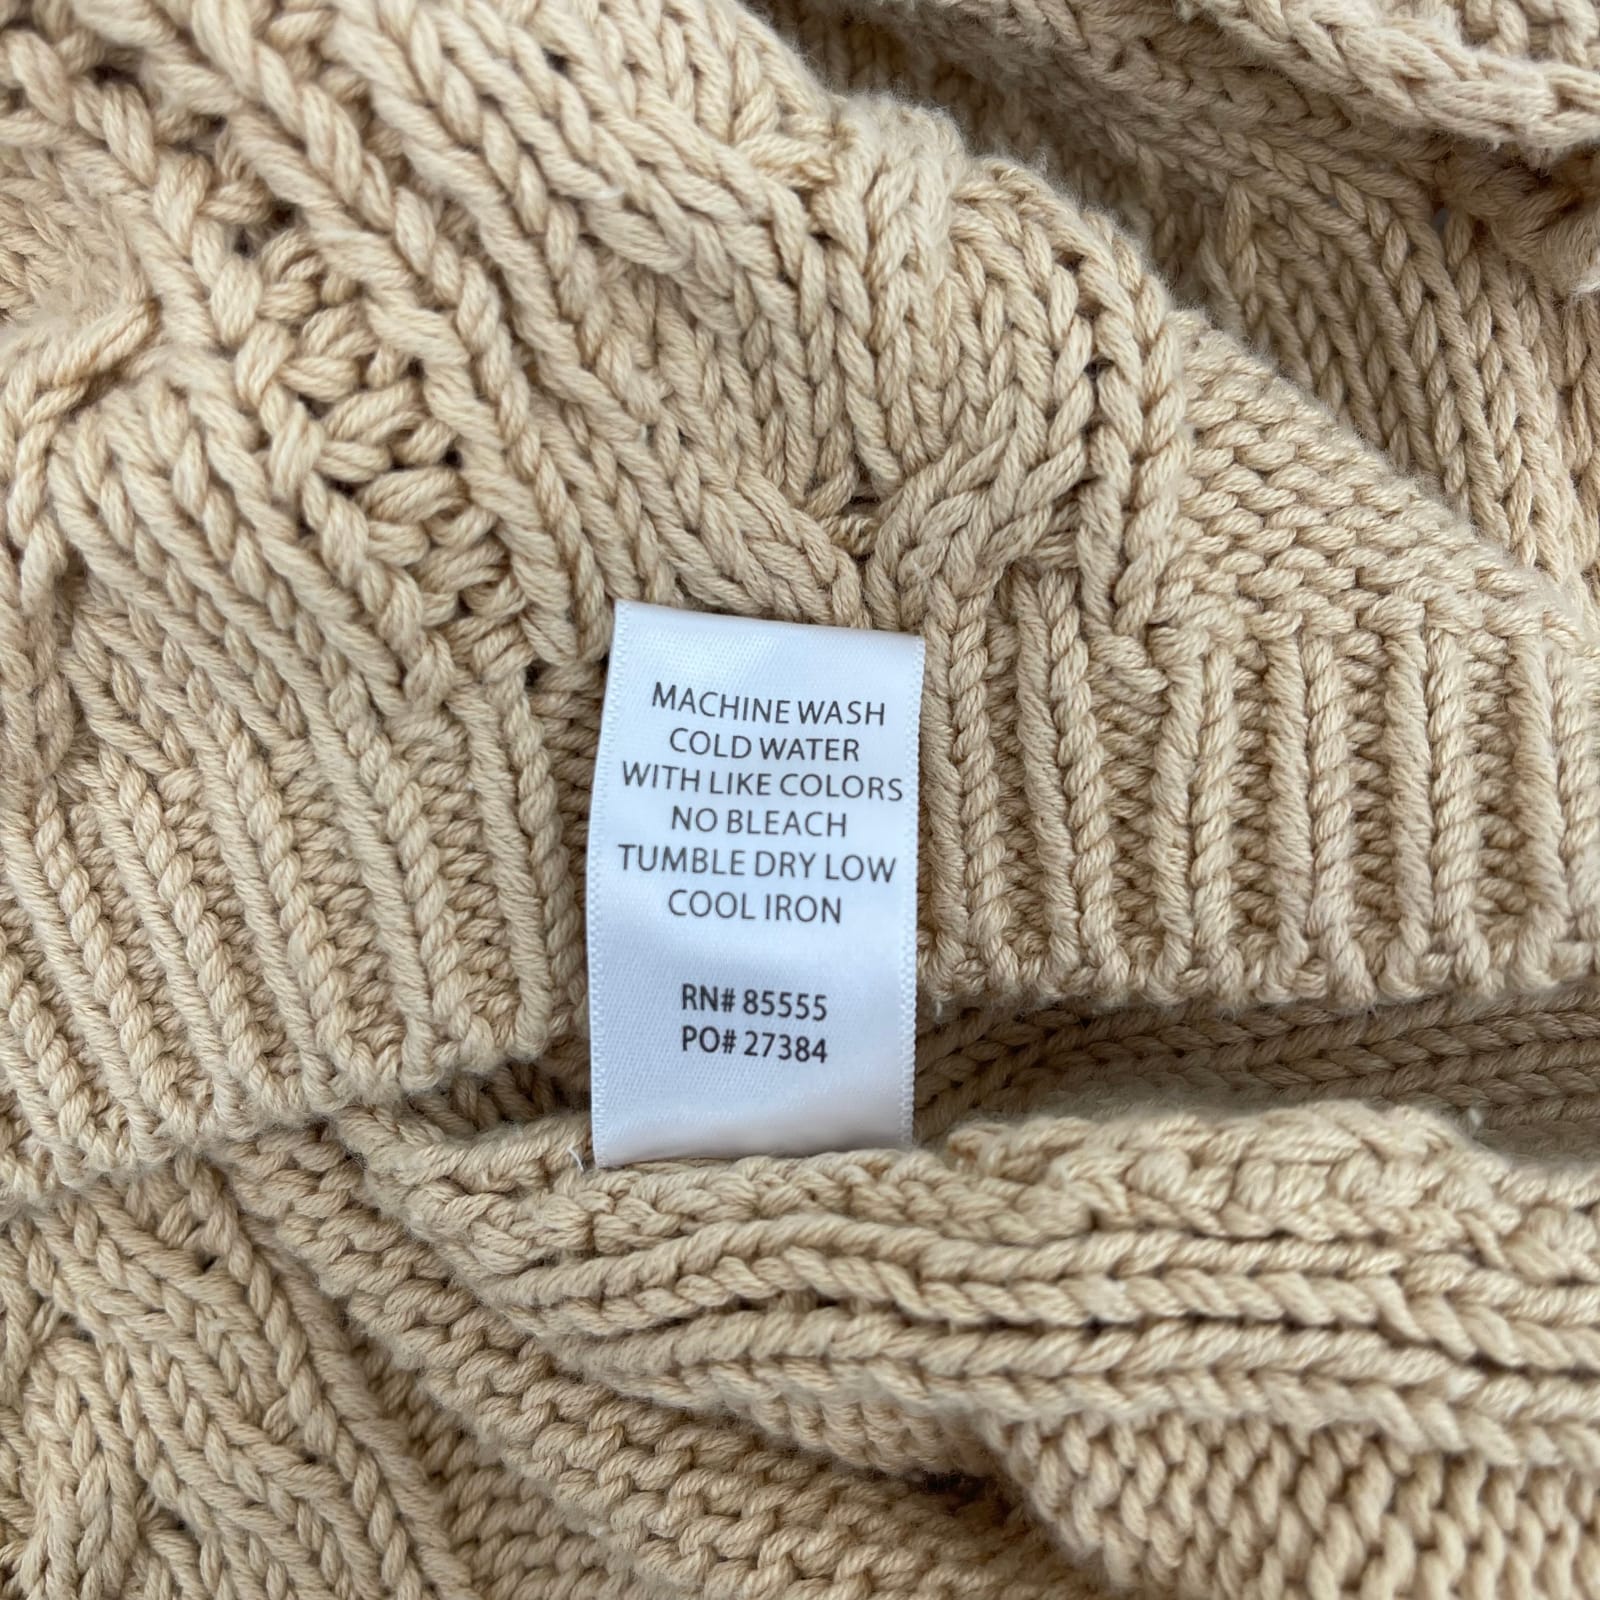 MACHINE WASH
COLD WATER
WITH LIKE COLORS
NO BLEACH
TUMBLE DRY LOW
COOL IRON
RN# 85555
PO# 27384